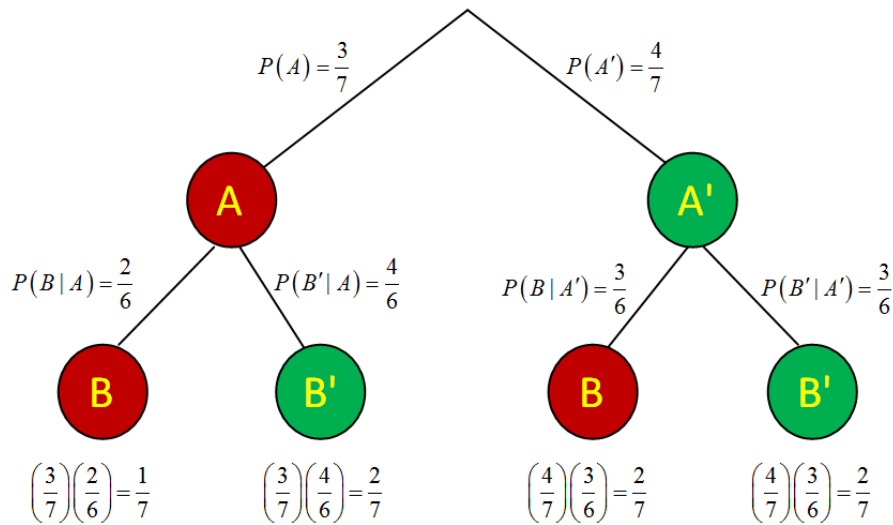 P(A) = 3/7 P(A′) = 4/7
A A'
P(B | A) = 2/6 P(B′ | A) = 4/6 P(B | A′) = 3/6 P(B′ | A′) = 3/6
B B' B B'
(3/7)(2/6) = 1/7 (3/7)(4/6) = 2/7 (4/7)(3/6) = 2/7 (4/7)(3/6) = 2/7